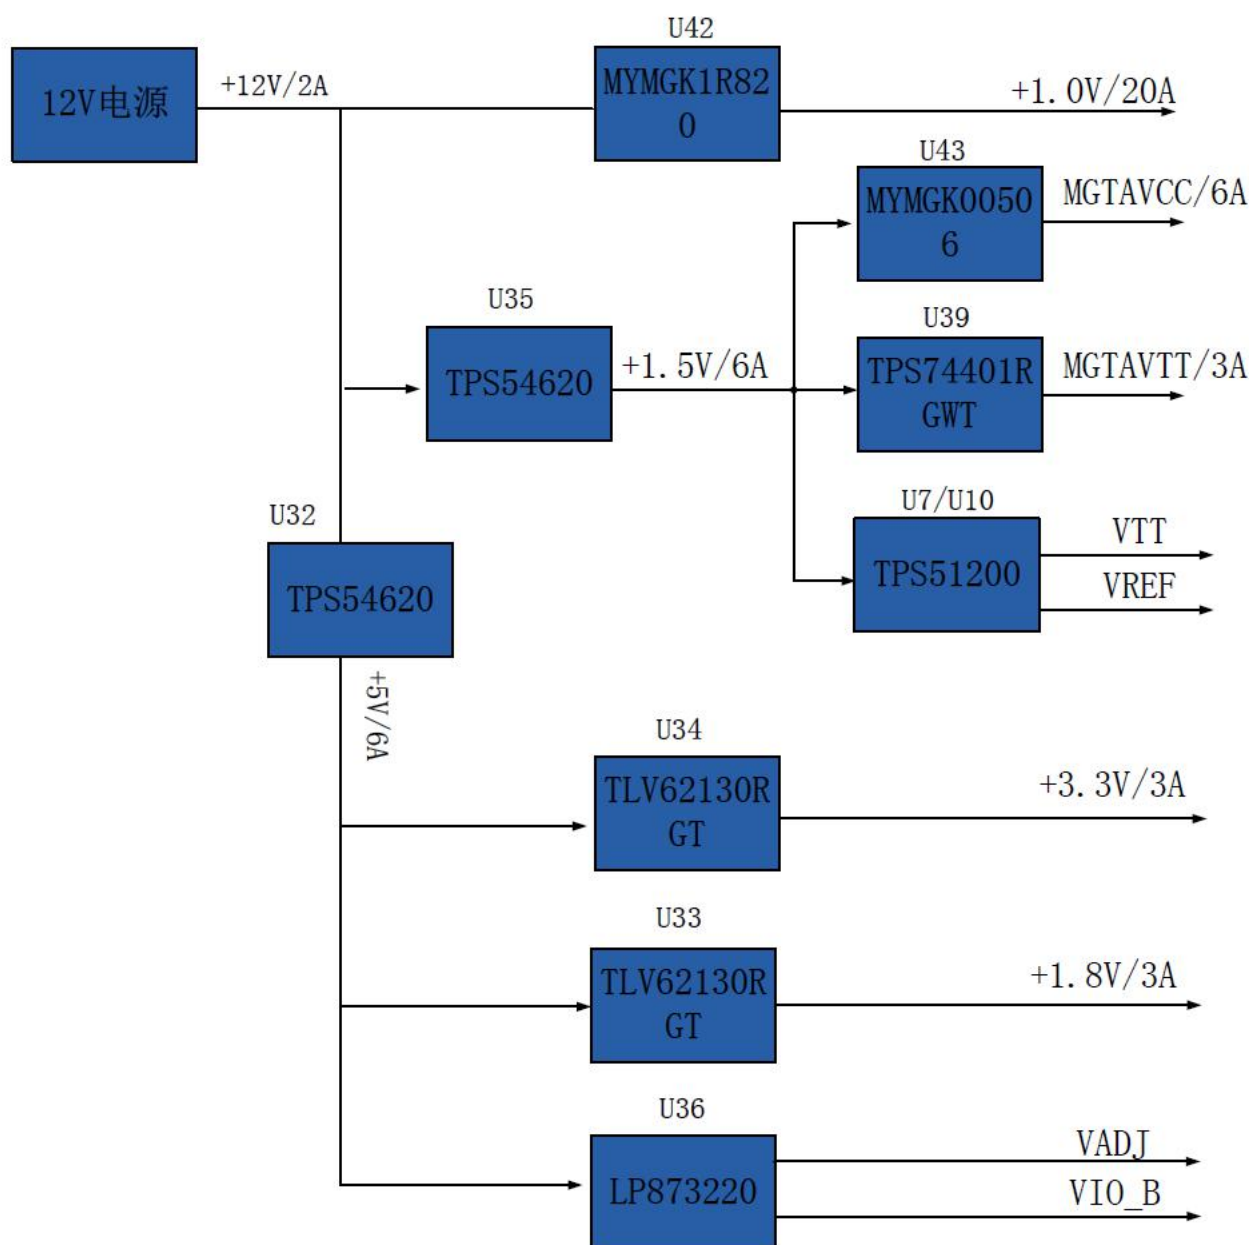 U42
12V电源
+12V/2A
MYMGK1R82
0
+1.0V/20A
U43
MYMGK0050
6
MGTAVCC/6A
U35
TPS54620
+1.5V/6A
U39
TPS74401R
GWT
MGTAVTT/3A
U7/U10
TPS51200
VTT
VREF
U32
TPS54620
+5V/6A
U34
TLV62130R
GT
+3.3V/3A
U33
TLV62130R
GT
+1.8V/3A
U36
LP873220
VADJ
VIO_B